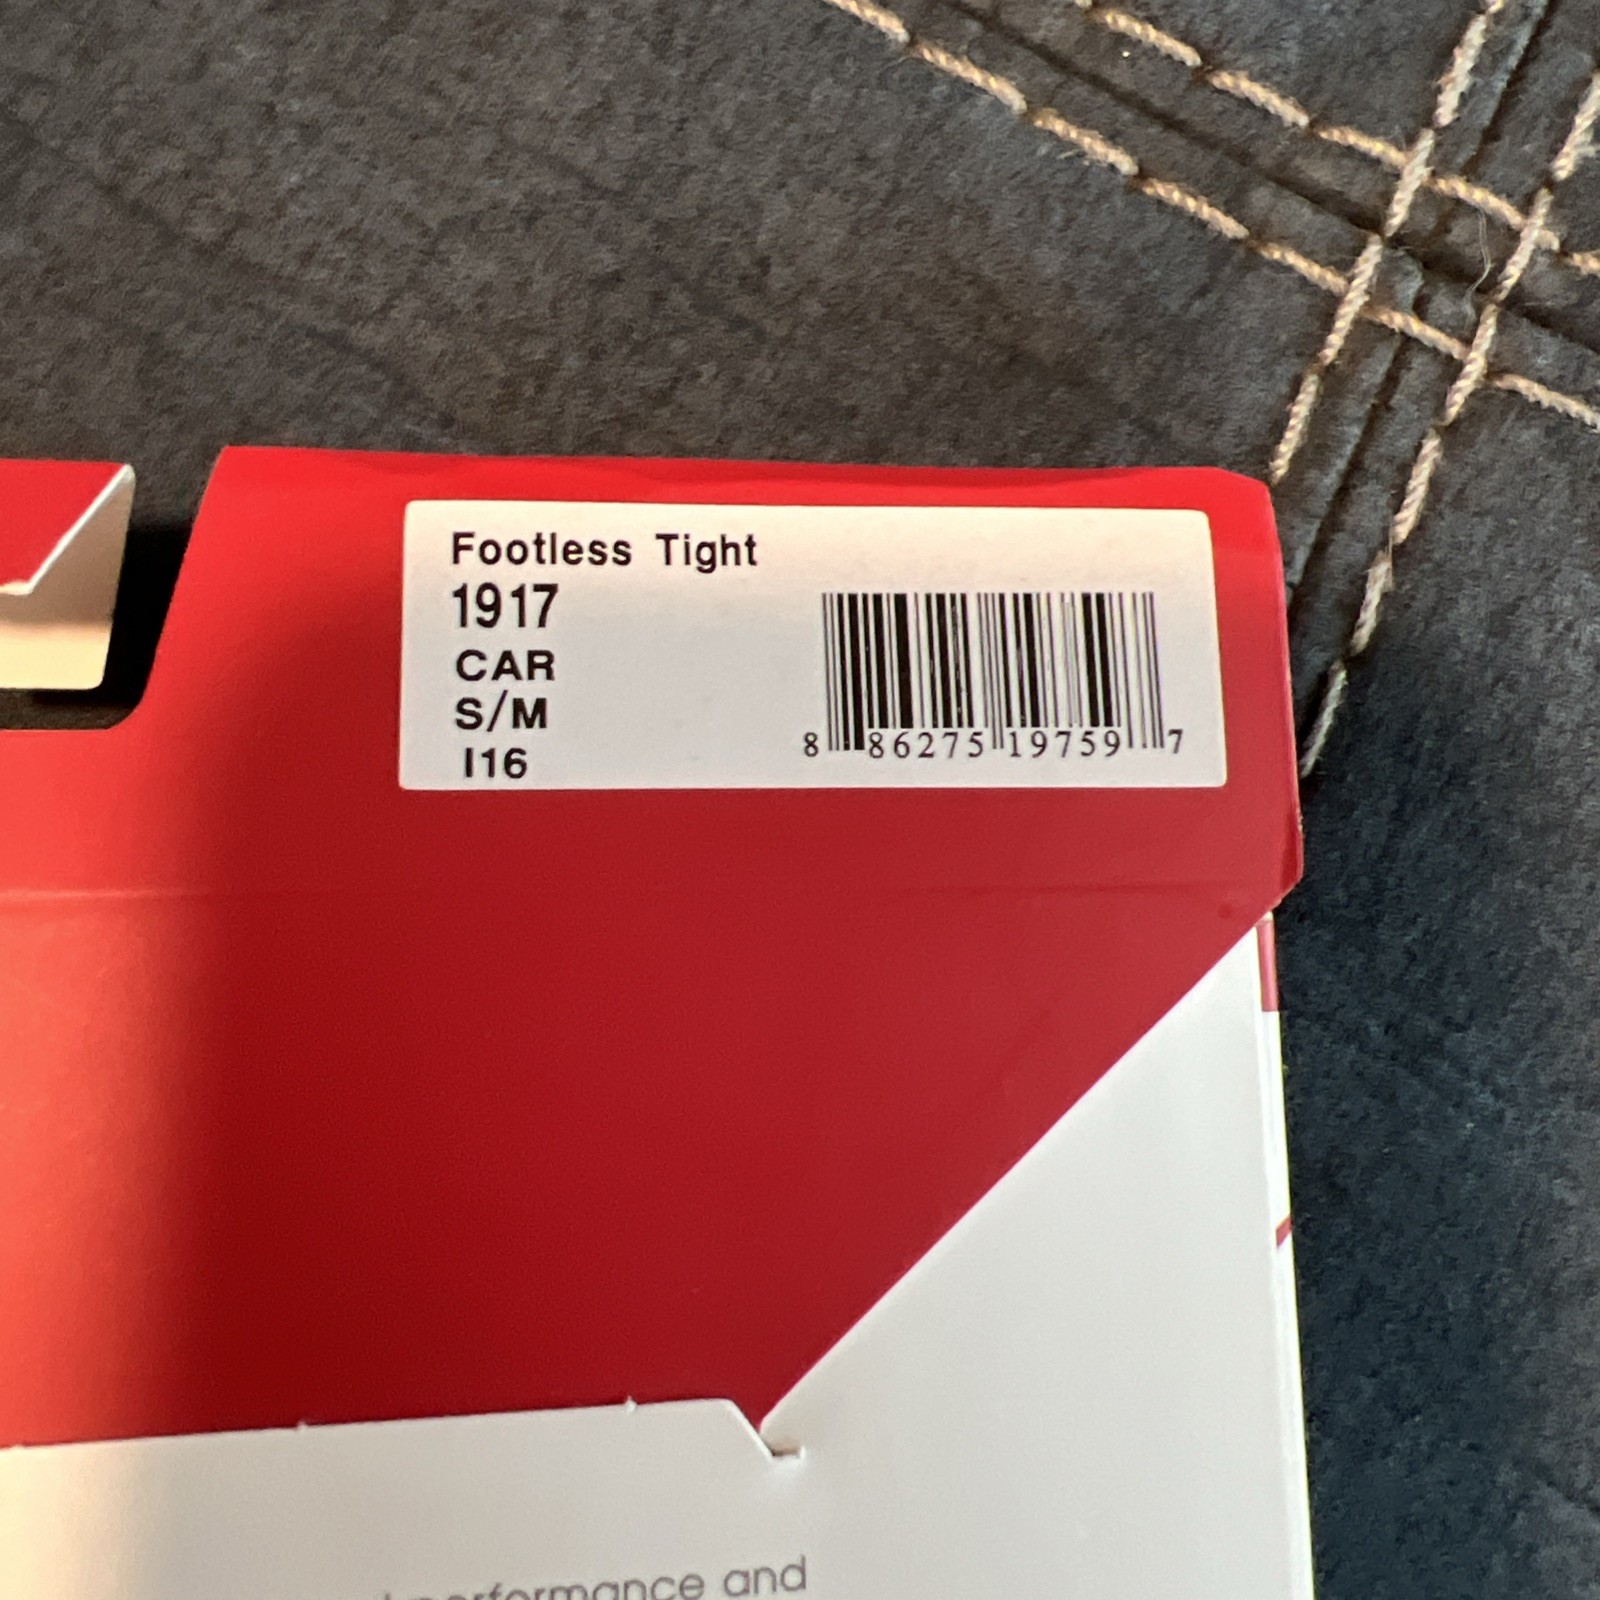 Footless Tight
1917
CAR
S/M
I16
8 86275 19759 7
performance and